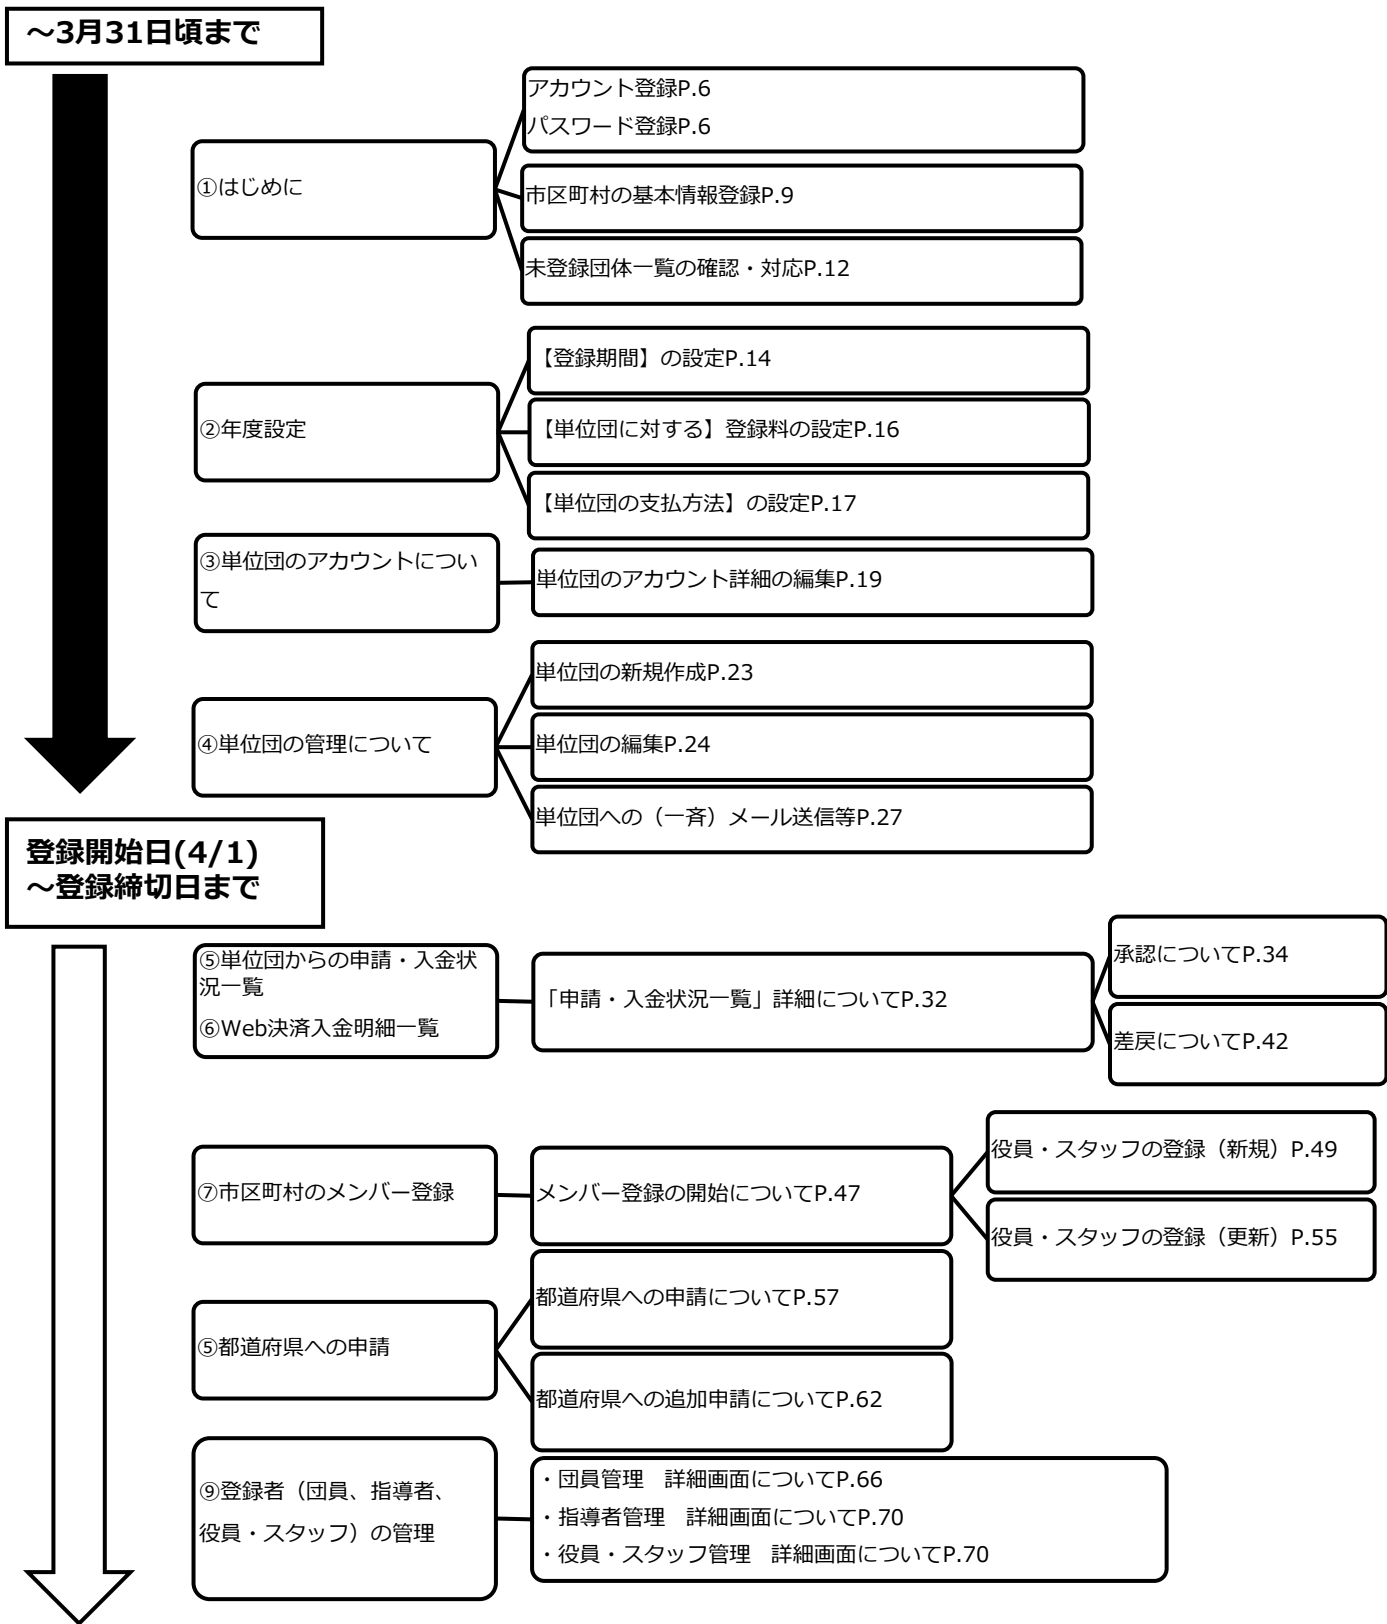 ～3月31日頃まで
①はじめに
アカウント登録P.6
パスワード登録P.6
市区町村の基本情報登録P.9
未登録団体一覧の確認・対応P.12
②年度設定
【登録期間】の設定P.14
【単位団に対する】登録料の設定P.16
【単位団の支払方法】の設定P.17
③単位団のアカウントについ
て
単位団のアカウント詳細の編集P.19
④単位団の管理について
単位団の新規作成P.23
単位団の編集P.24
単位団への（一斉）メール送信等P.27
登録開始日(4/1)
～登録締切日まで
⑤単位団からの申請・入金状
況一覧
⑥Web決済入金明細一覧
「申請・入金状況一覧」詳細についてP.32
承認についてP.34
差戻についてP.42
⑦市区町村のメンバー登録
メンバー登録の開始についてP.47
役員・スタッフの登録（新規）P.49
役員・スタッフの登録（更新）P.55
⑤都道府県への申請
都道府県への申請についてP.57
都道府県への追加申請についてP.62
⑨登録者（団員、指導者、
役員・スタッフ）の管理
・団員管理　詳細画面についてP.66
・指導者管理　詳細画面についてP.70
・役員・スタッフ管理　詳細画面についてP.70